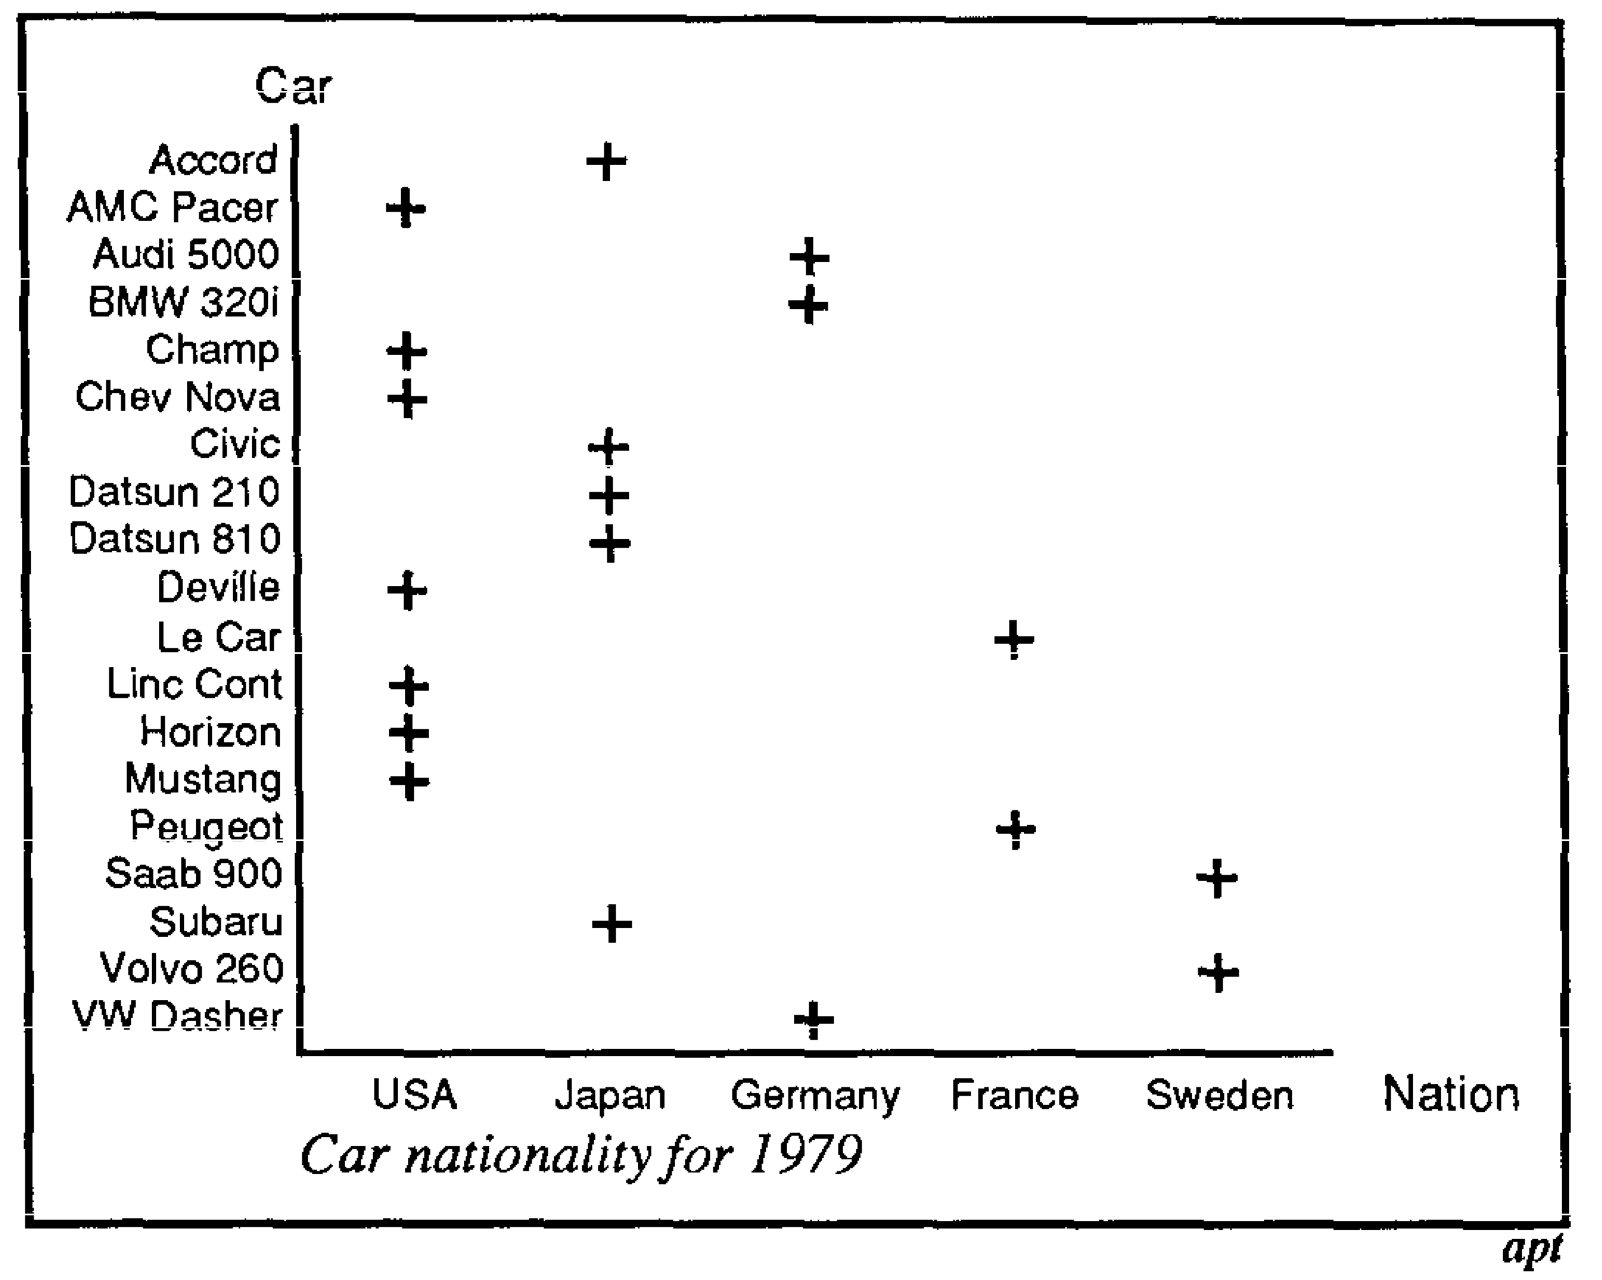 Car
Accord
AMC Pacer
Audi 5000
BMW 320i
Champ
Chev Nova
Civic
Datsun 210
Datsun 810
Deville
Le Car
Linc Cont
Horizon
Mustang
Peugeot
Saab 900
Subaru
Volvo 260
VW Dasher
USA Japan Germany France Sweden Nation
Car nationality for 1979
apt